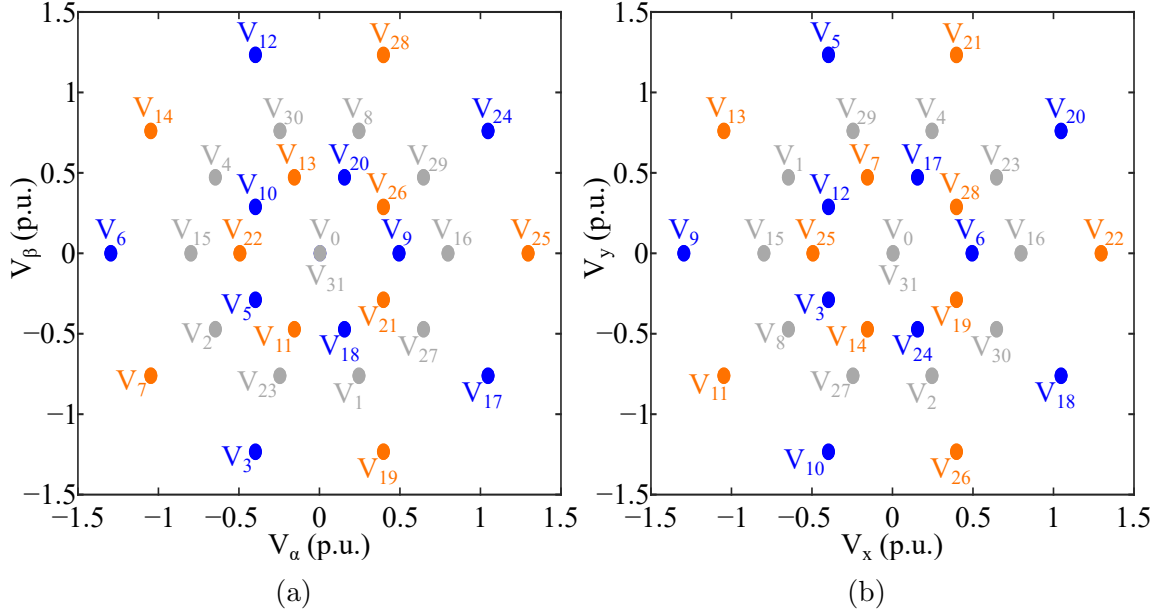 1.5
V12
V28
V14
1
V30
V8
V24
V4
V13
V20
V29
0.5
V10
V26
V6
V15
V22
V0
V9
V16
V25
0
V31
V5
V21
V2
V11
V18
V27
−0.5
V7
V23
V1
V17
−1
V3
V19
−1.5
−1.5 −1 −0.5 0 0.5 1 1.5
Vβ (p.u.)
Vα (p.u.)
(a)
1.5
V5
V21
V13
1
V29
V4
V20
V1
V7
V17
V23
0.5
V12
V28
V9
V15
V25
V0
V6
V16
V22
0
V31
V3
V19
V8
V14
V24
V30
−0.5
V11
V27
V2
V18
−1
V10
V26
−1.5
−1.5 −1 −0.5 0 0.5 1 1.5
Vy (p.u.)
Vx (p.u.)
(b)